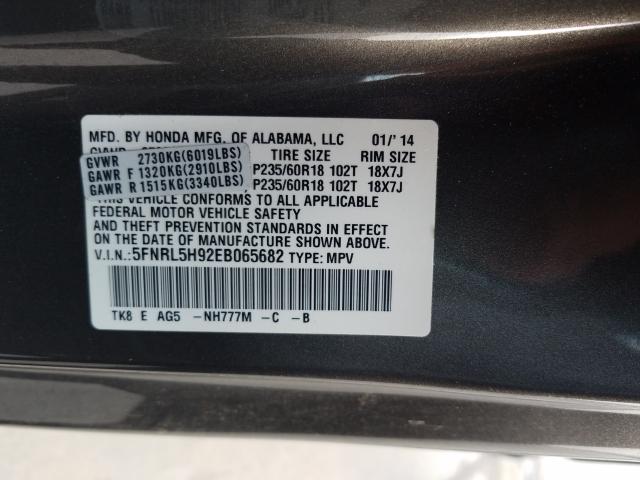 MFD. BY HONDA MFG. OF ALABAMA, LLC 01/'14
GVWR 2730KG(6019LBS) TIRE SIZE RIM SIZE
GAWR F 1320KG(2910LBS) P235/60R18 102T 18X7J
GAWR R 1515KG(3340LBS) P235/60R18 102T 18X7J
THIS VEHICLE CONFORMS TO ALL APPLICABLE
FEDERAL MOTOR VEHICLE SAFETY
AND THEFT PREVENTION STANDARDS IN EFFECT
ON THE DATE OF MANUFACTURE SHOWN ABOVE.
V.I.N.:5FNRL5H92EB065682 TYPE: MPV
TK8 E AG5 -NH777M -C -B